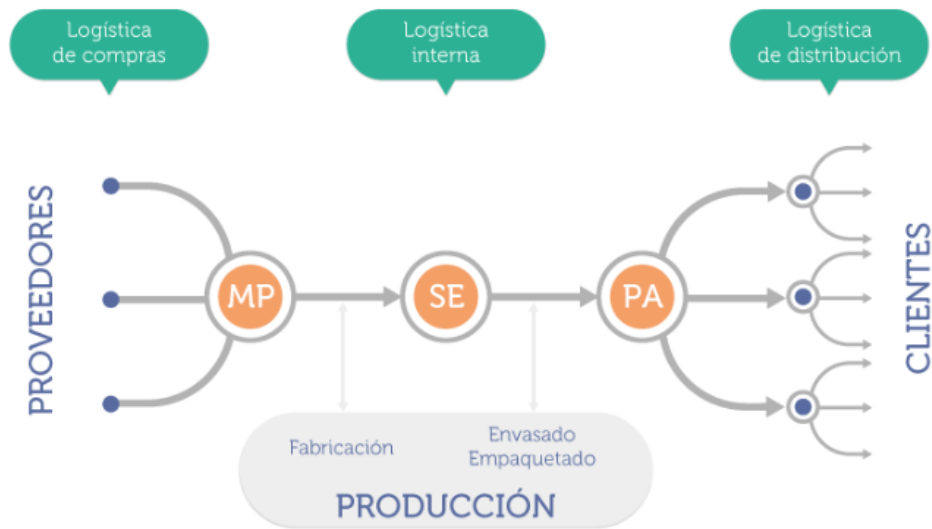 Logística
de compras
Logística
interna
Logística
de distribución
PROVEEDORES
MP
SE
PA
CLIENTES
Fabricación
Envasado
Empaquetado
PRODUCCIÓN